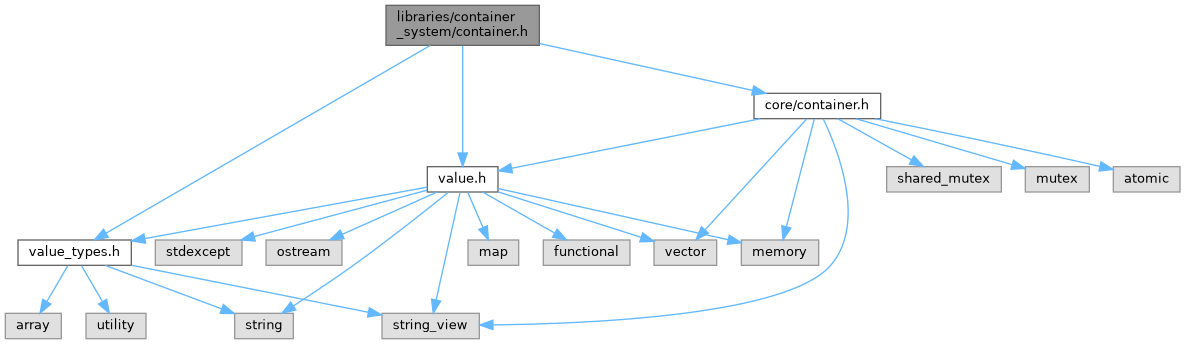 libraries/container
_system/container.h
core/container.h
value.h
shared_mutex
mutex
atomic
value_types.h
stdexcept
ostream
map
functional
vector
memory
array
utility
string
string_view